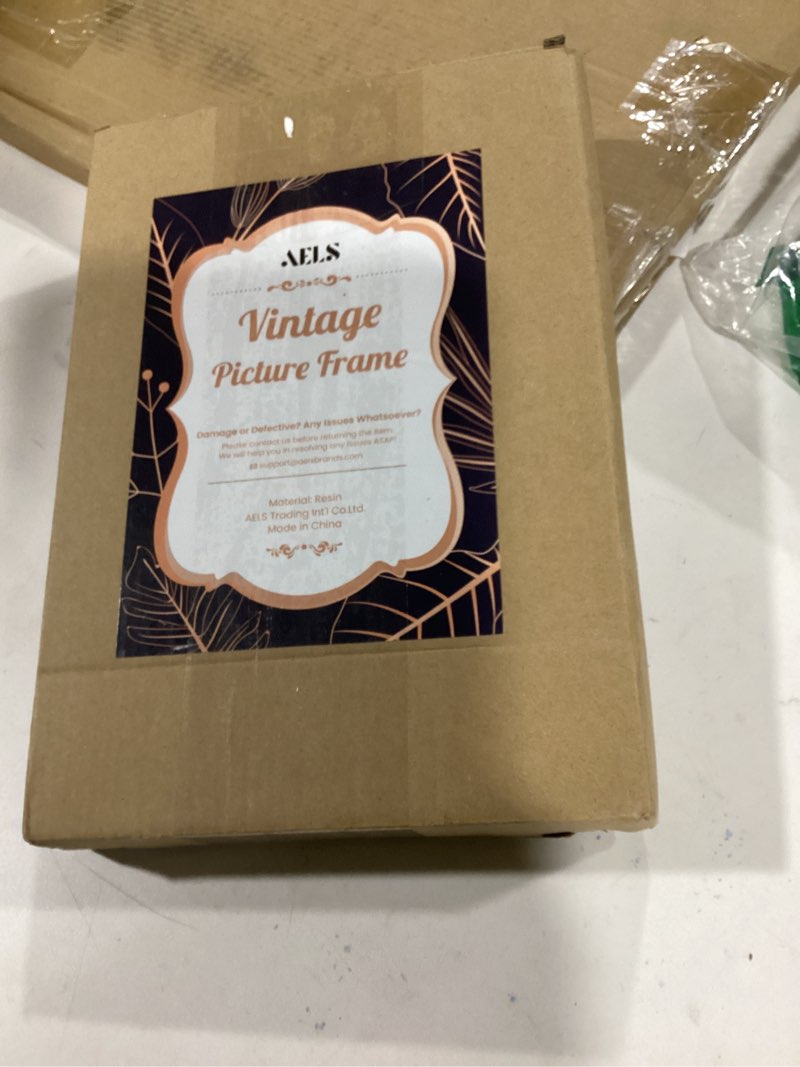 AELS
Vintage
Picture Frame
Damage or Defective? Any Issues Whatsoever?
Please contact us before returning the item.
We will help you in resolving any issues ASAP!
support@aelsbrands.com
Material: Resin
AELS Trading Int'l Co.Ltd.
Made in China